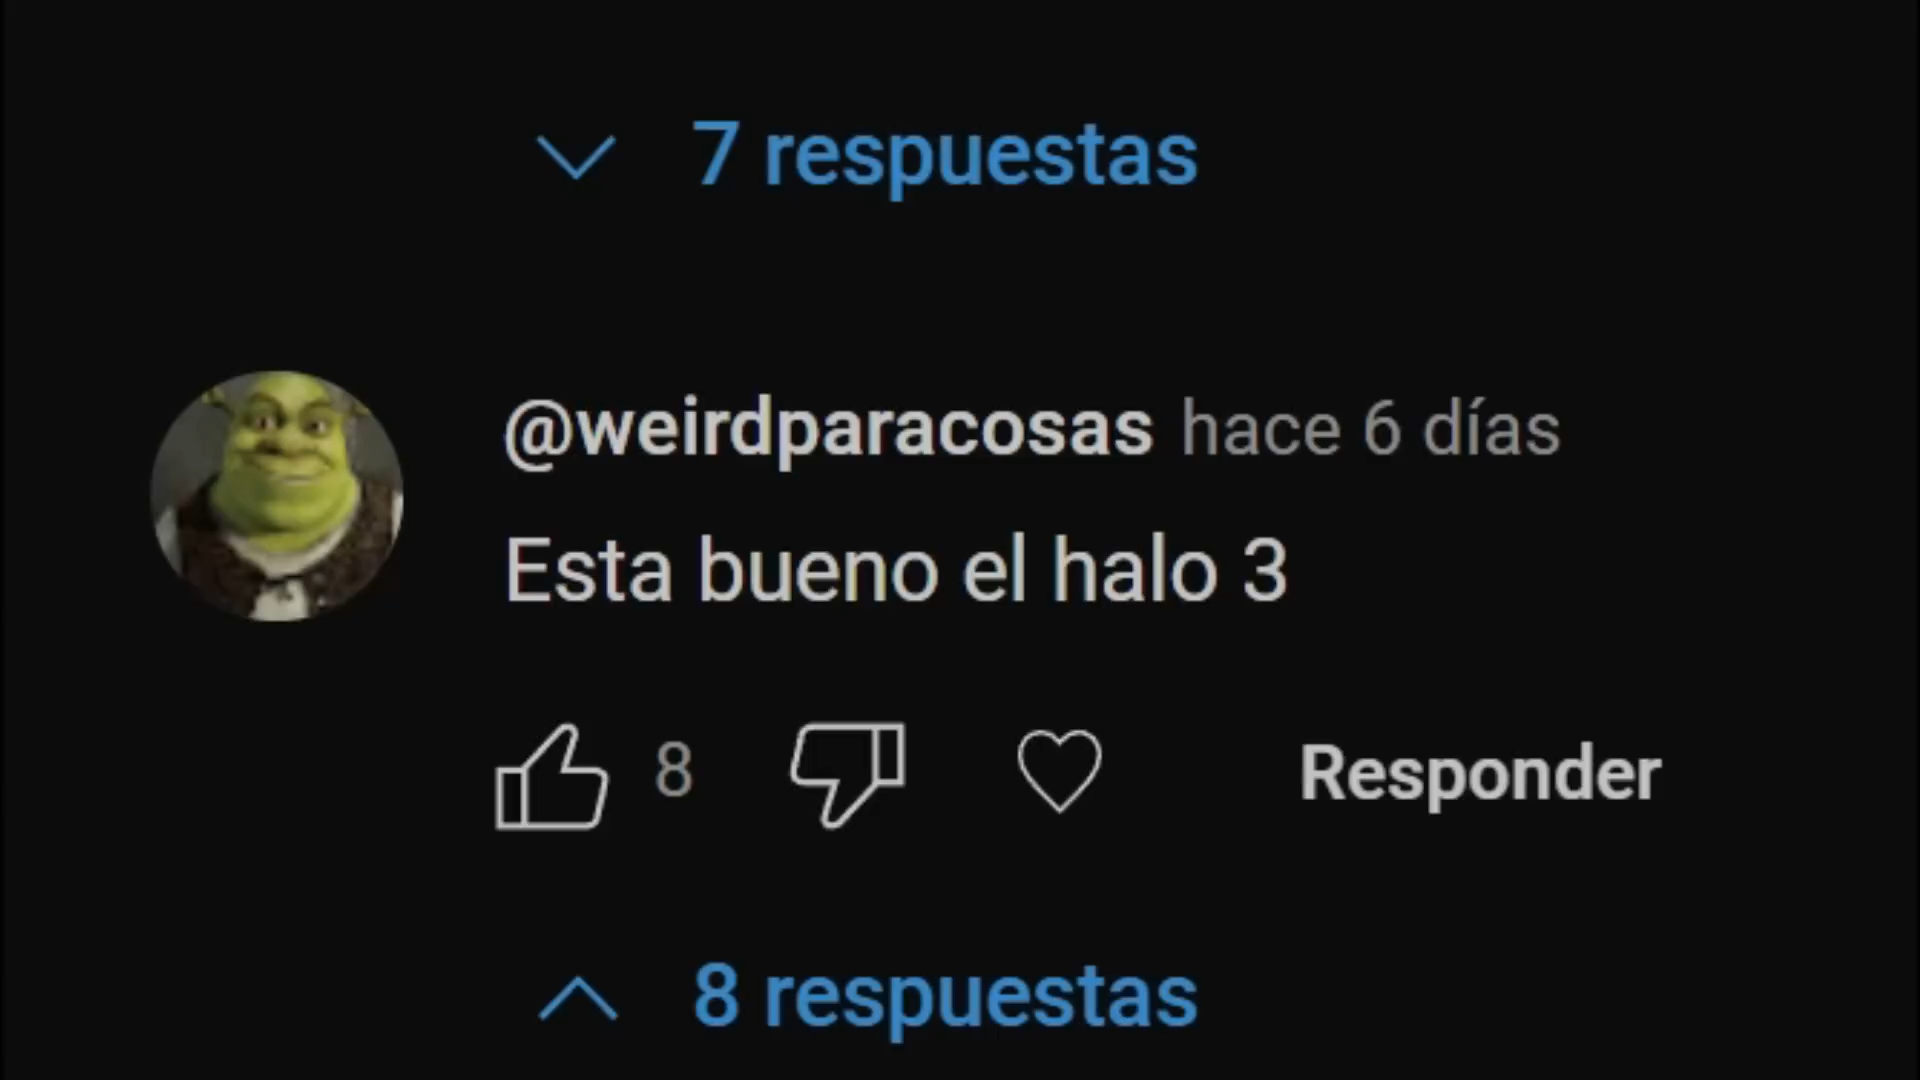 7 respuestas
@weirdparacosas hace 6 días
Esta bueno el halo 3
8 Responder
8 respuestas